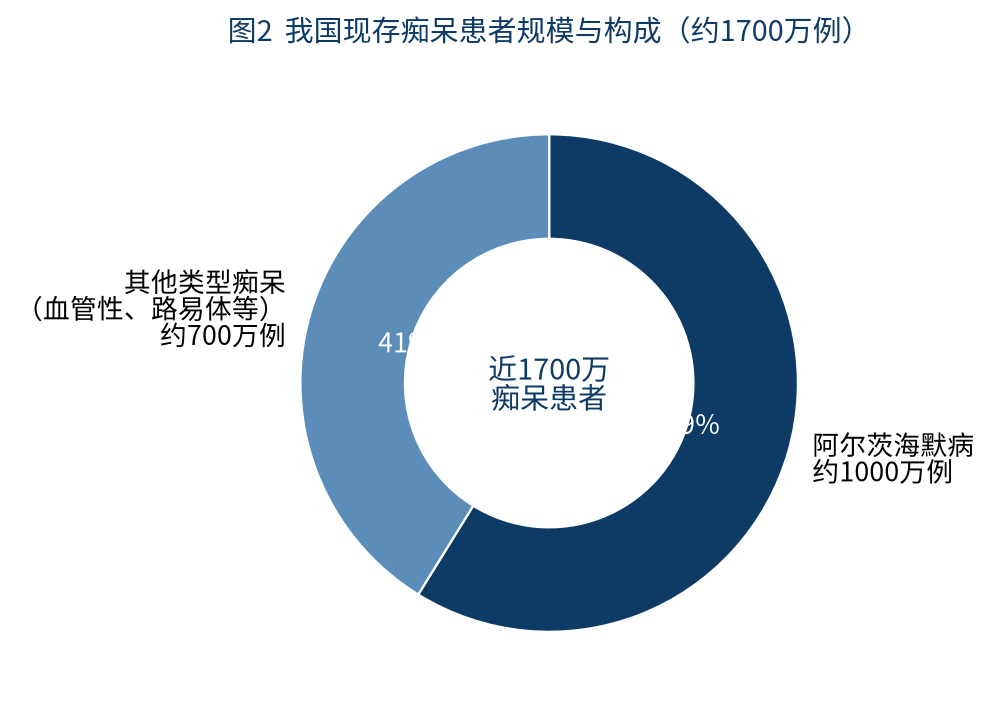 图2 我国现存痴呆患者规模与构成（约1700万例）
其他类型痴呆
（血管性、路易体等）
约700万例
41%
近1700万
痴呆患者
9%
阿尔茨海默病
约1000万例